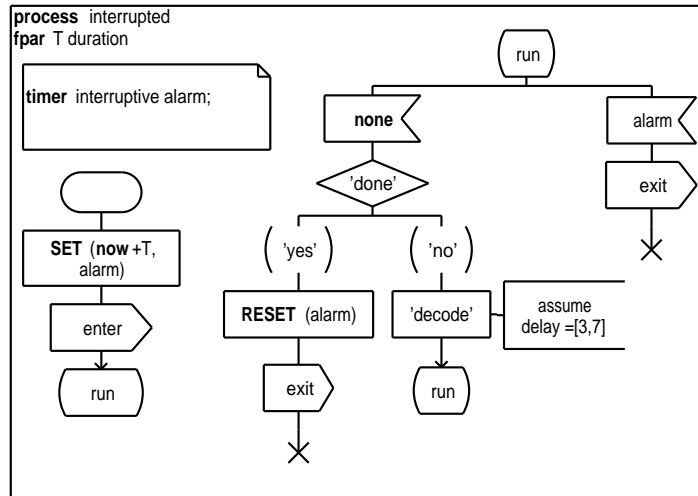 process interrupted
fpar T duration
timer interruptive alarm;
SET (now +T,
alarm)
enter
run
run
none
'done'
'yes'
'no'
RESET (alarm)
'decode'
assume
delay =[3,7]
exit
run
alarm
exit